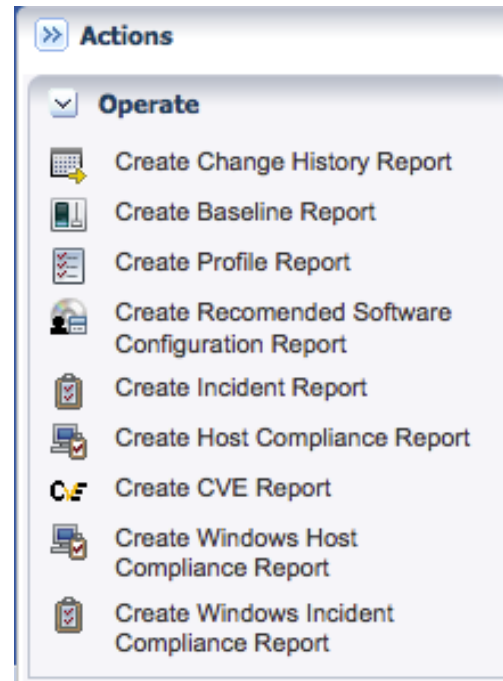 Actions
Operate
Create Change History Report
Create Baseline Report
Create Profile Report
Create Recomended Software
Configuration Report
Create Incident Report
Create Host Compliance Report
CVE Create CVE Report
Create Windows Host
Compliance Report
Create Windows Incident
Compliance Report